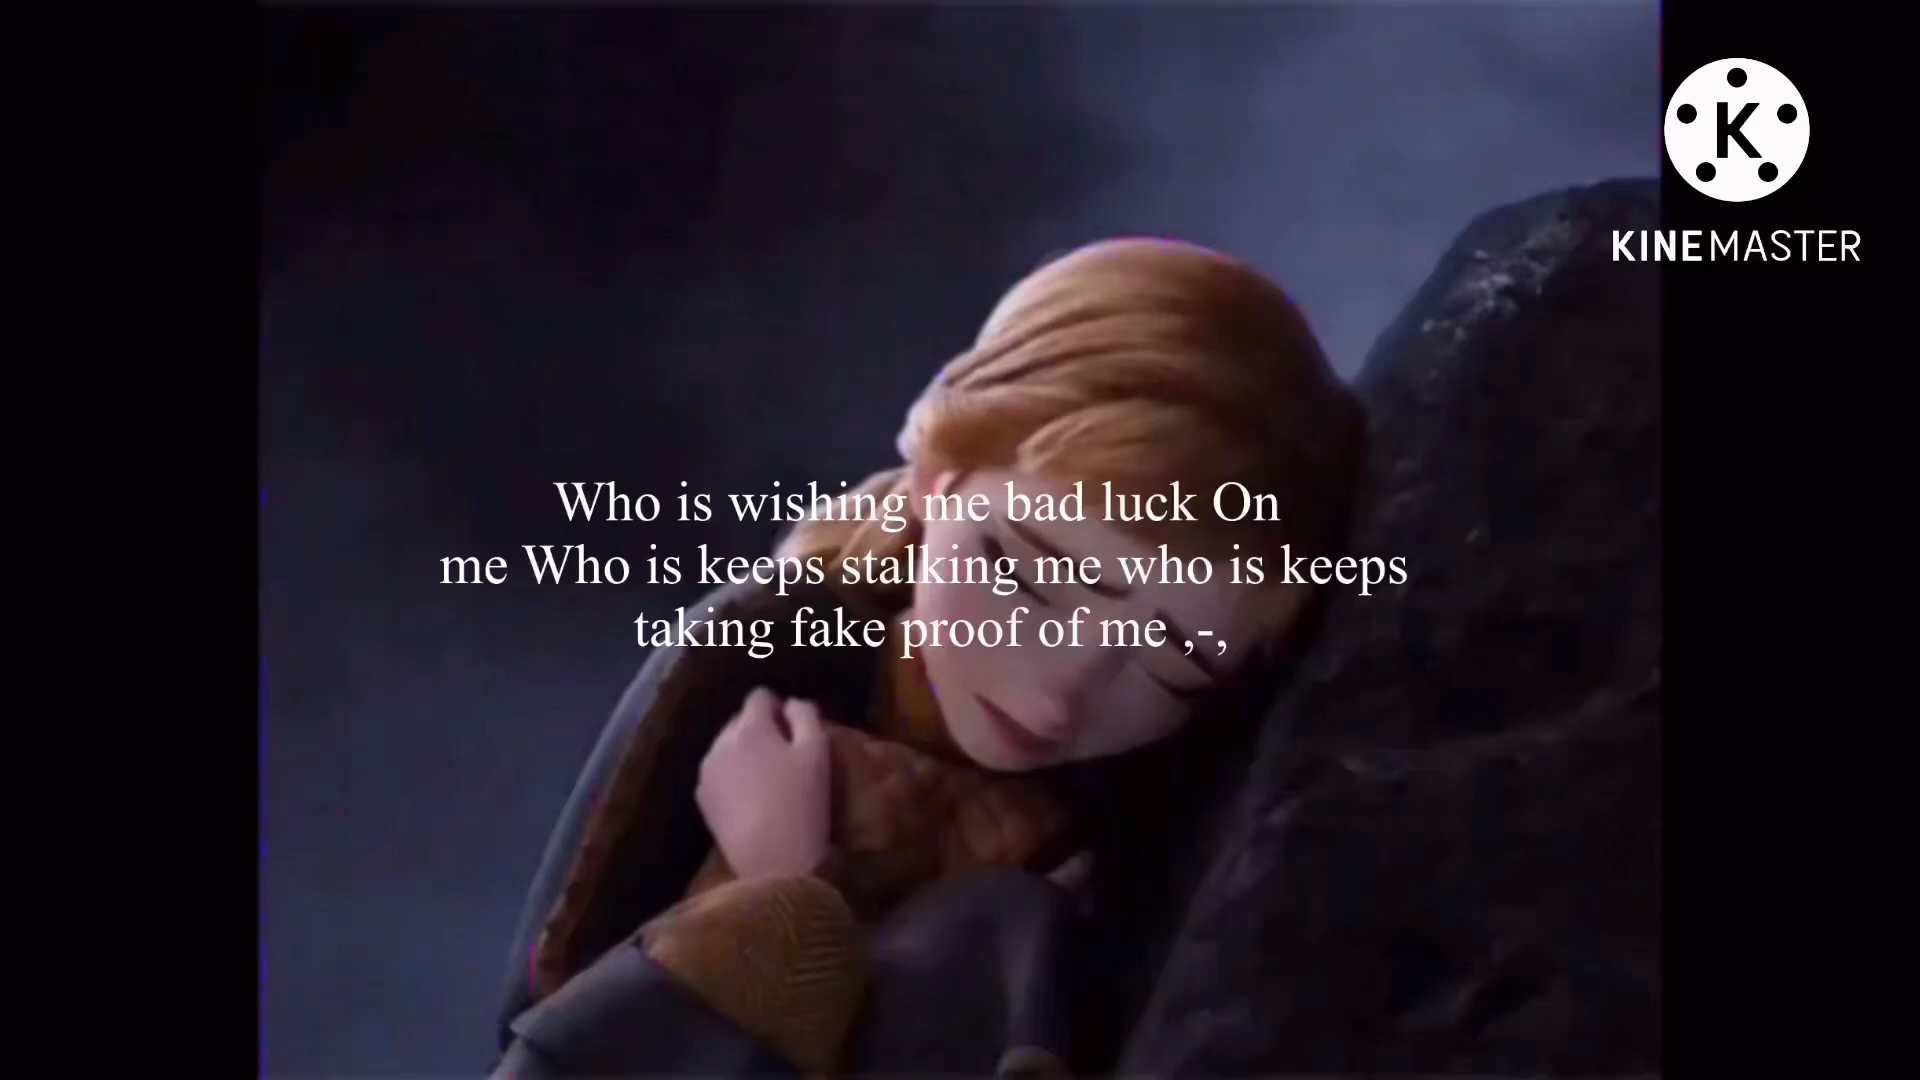 KINEMASTER
Who is wishing me bad luck On
me Who is keeps stalking me who is keeps
taking fake proof of me ,-,